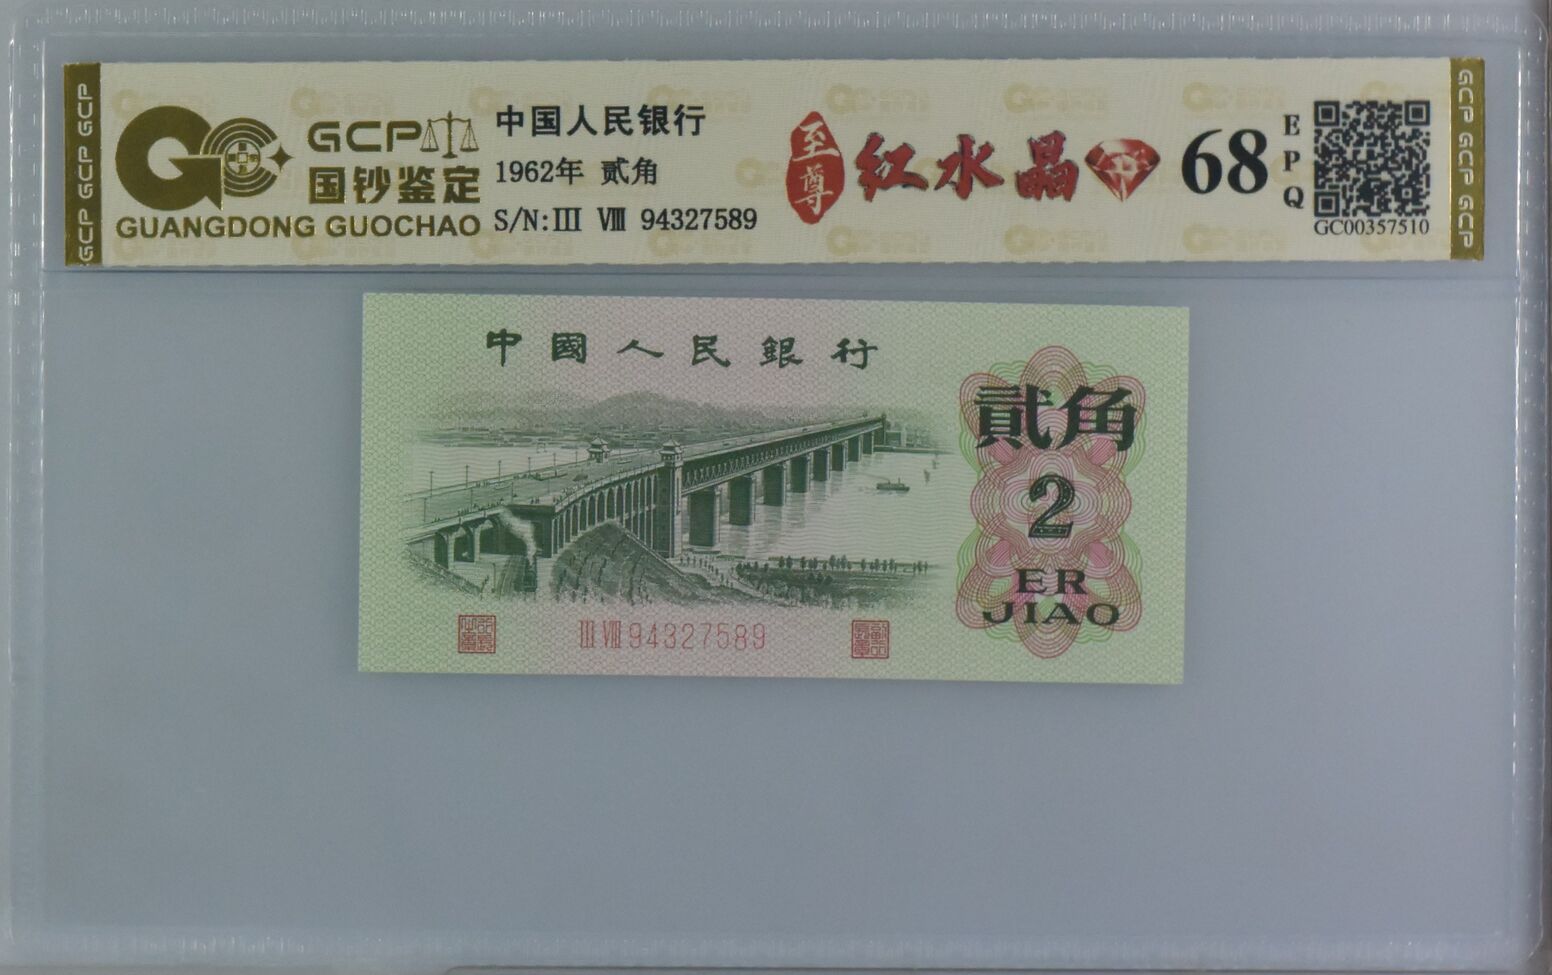 GCP GCP GCP
GCP
国钞鉴定
GUANGDONG GUOCHAO
中国人民银行
1962年 贰角
S/N:III VIII 94327589
至尊
红水晶
68
EPQ
GC00357510
GCP GCP GCP
中國人民銀行
貳角
2
ER
JIAO
III VIII 94327589